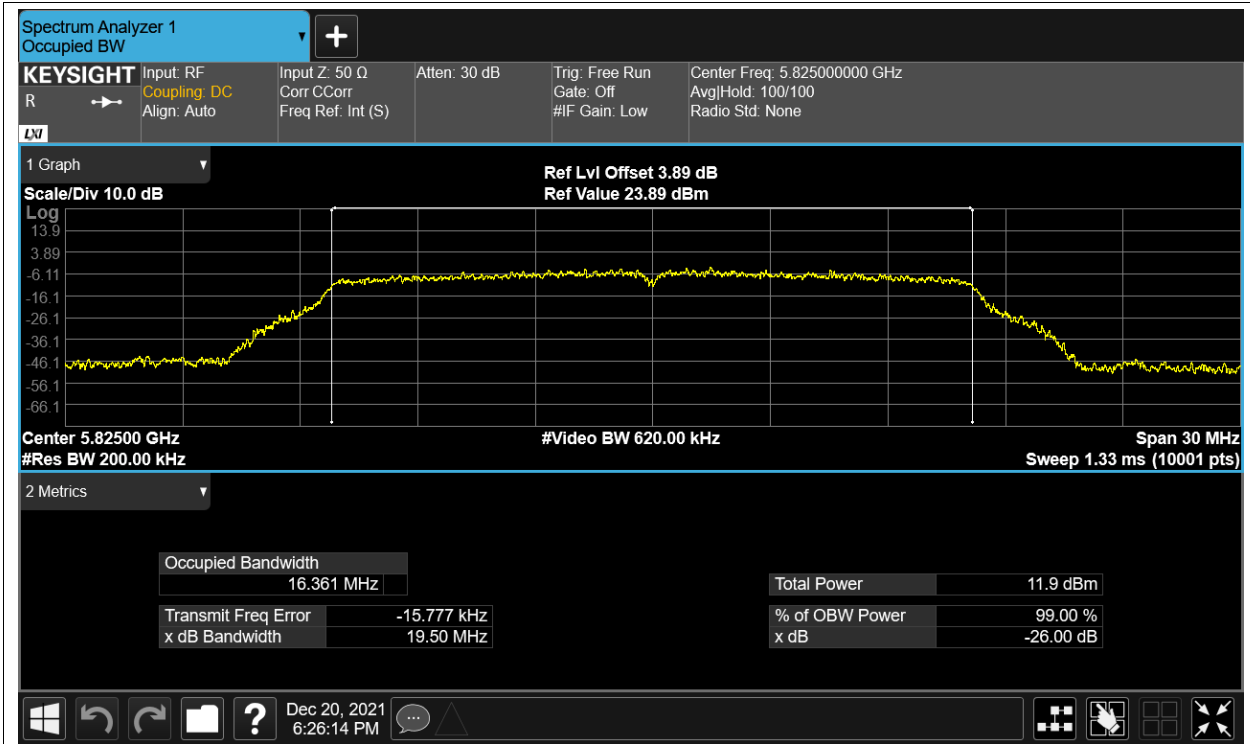 Spectrum Analyzer 1
Occupied BW
KEYSIGHT
R
LXI
Input: RF
Coupling: DC
Align: Auto
Input Z: 50 Ω
Corr CCorr
Freq Ref: Int (S)
Atten: 30 dB
Trig: Free Run
Gate: Off
#IF Gain: Low
Center Freq: 5.825000000 GHz
Avg|Hold: 100/100
Radio Std: None
1 Graph
Scale/Div 10.0 dB
Ref Lvl Offset 3.89 dB
Ref Value 23.89 dBm
Log
13.9
3.89
-6.11
-16.1
-26.1
-36.1
-46.1
-56.1
-66.1
Center 5.82500 GHz
#Video BW 620.00 kHz
Span 30 MHz
#Res BW 200.00 kHz
Sweep 1.33 ms (10001 pts)
2 Metrics
Occupied Bandwidth
16.361 MHz
Total Power 11.9 dBm
Transmit Freq Error -15.777 kHz
% of OBW Power 99.00 %
x dB Bandwidth 19.50 MHz
x dB -26.00 dB
?
Dec 20, 2021
6:26:14 PM